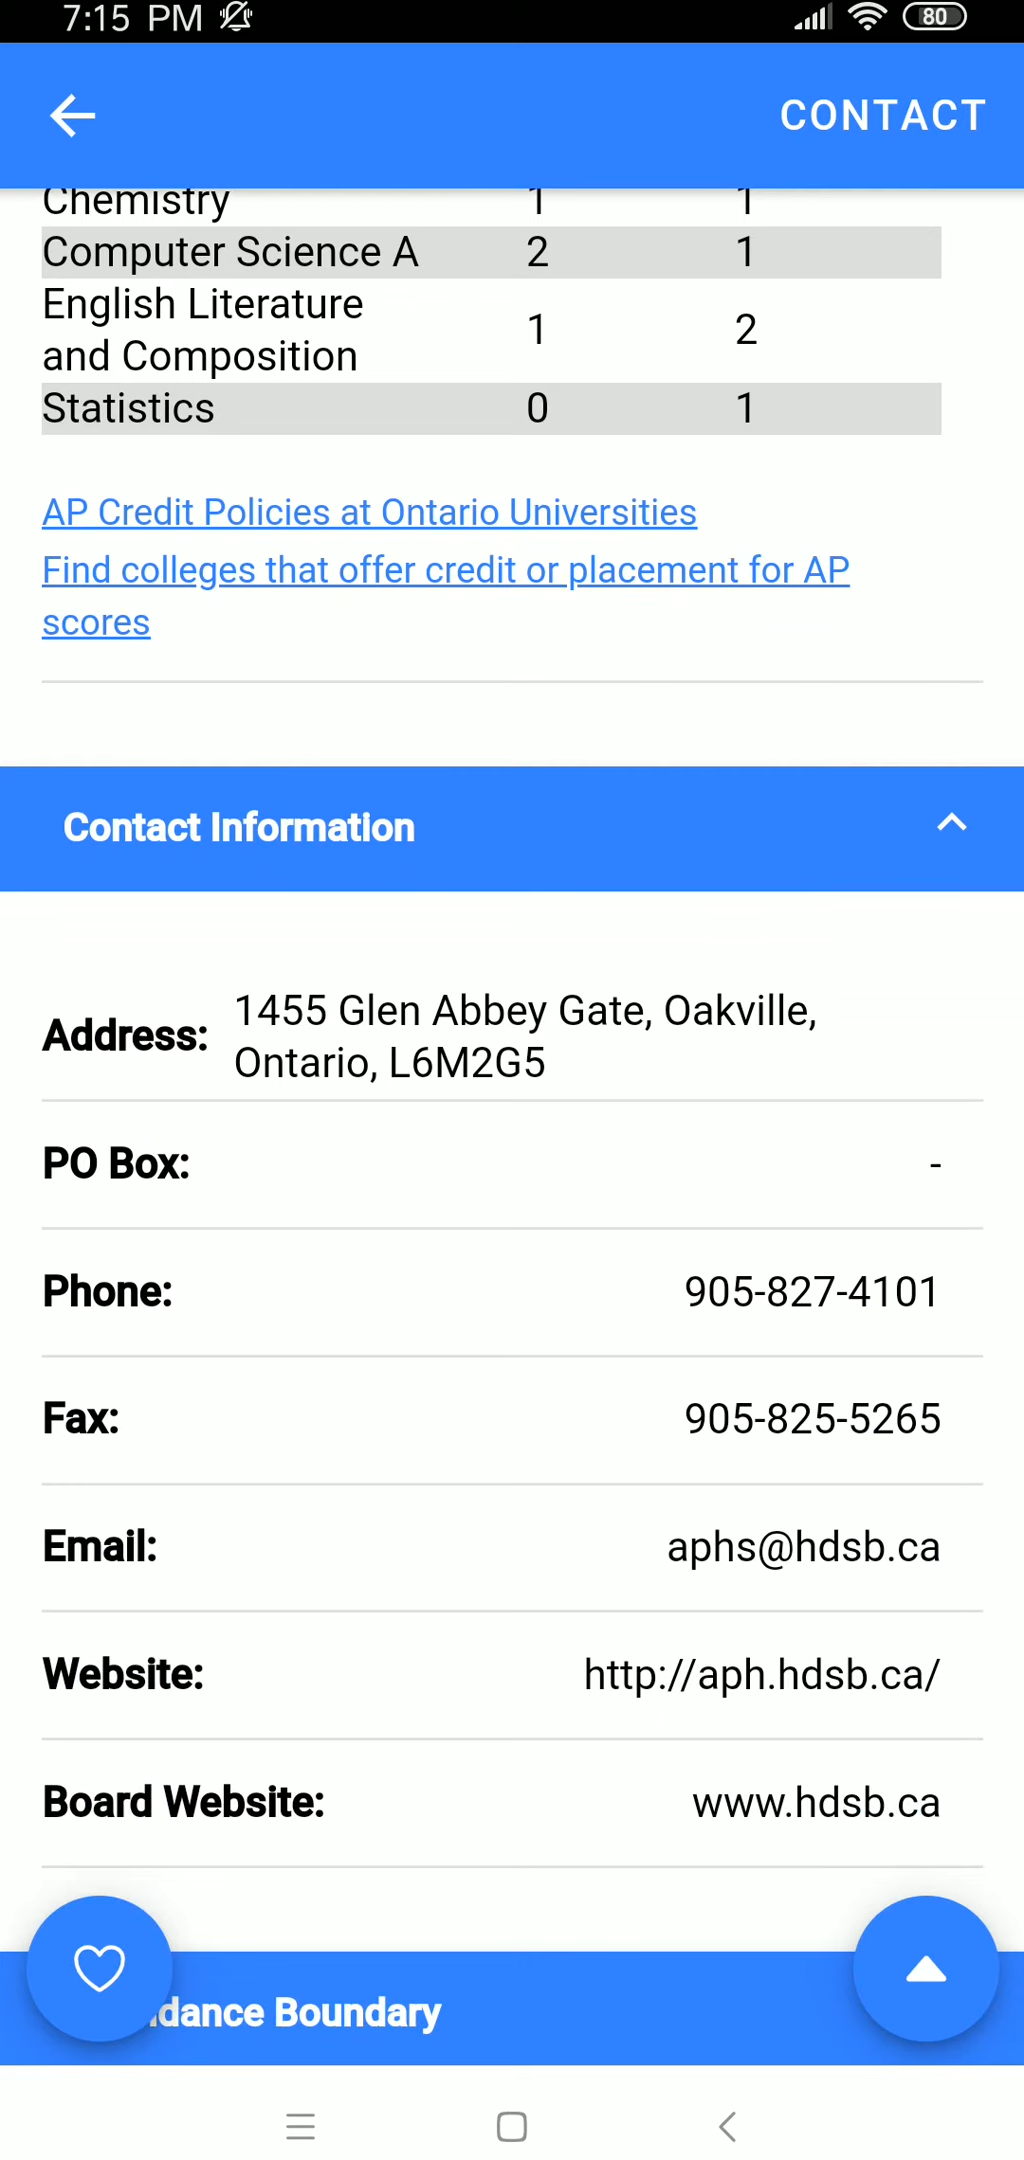 7:15 PM 80
CONTACT
Chemistry 1 1
Computer Science A 2 1
English Literature
and Composition 1 2
Statistics 0 1
AP Credit Policies at Ontario Universities
Find colleges that offer credit or placement for AP
scores
Contact Information
Address: 1455 Glen Abbey Gate, Oakville,
Ontario, L6M2G5
PO Box: -
Phone: 905-827-4101
Fax: 905-825-5265
Email: aphs@hdsb.ca
Website: http://aph.hdsb.ca/
Board Website: www.hdsb.ca
dance Boundary